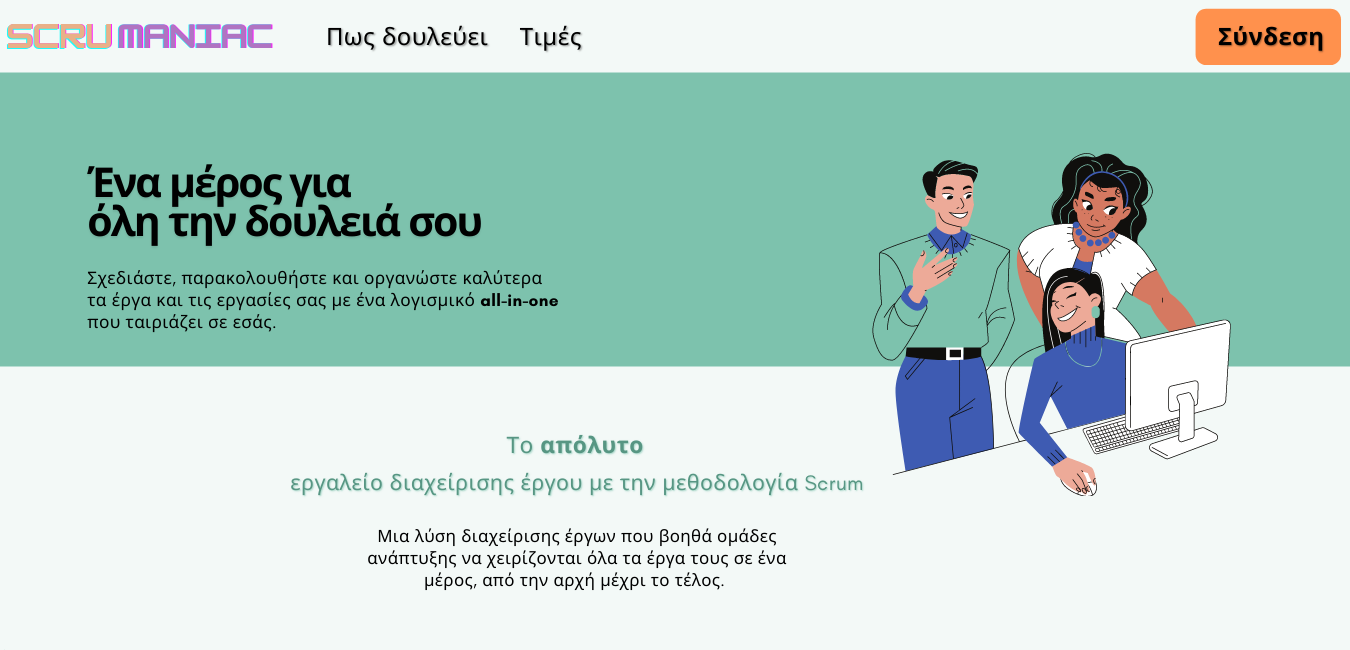 SCRUMANIAC
Πως δουλεύει
Τιμές
Σύνδεση
Ένα μέρος για
όλη την δουλειά σου
Σχεδιάστε, παρακολουθήστε και οργανώστε καλύτερα
τα έργα και τις εργασίες σας με ένα λογισμικό all-in-one
που ταιριάζει σε εσάς.
Το απόλυτο
εργαλείο διαχείρισης έργου με την μεθοδολογία Scrum
Μια λύση διαχείρισης έργων που βοηθά ομάδες
ανάπτυξης να χειρίζονται όλα τα έργα τους σε ένα
μέρος, από την αρχή μέχρι το τέλος.